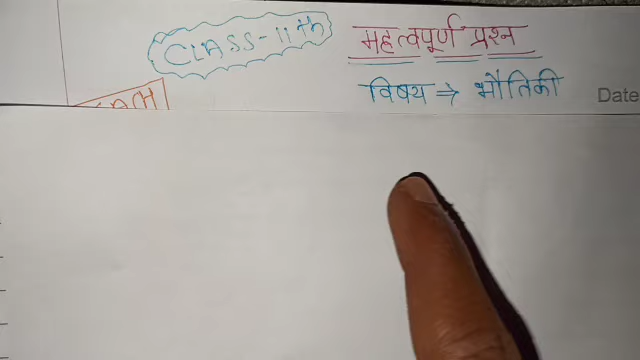 CLASS-11th
महत्वपूर्ण प्रश्न
विषय ⇒ भौतिकी
Date